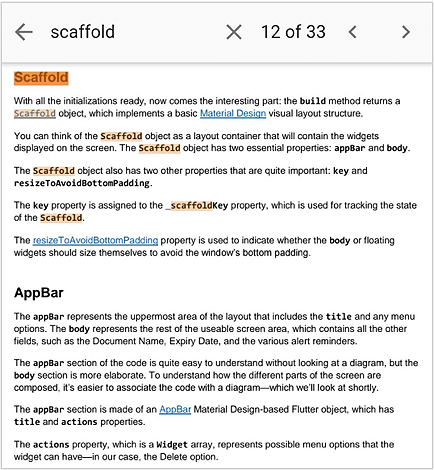 scaffold 12 of 33
Scaffold
With all the initializations ready, now comes the interesting part: the build method returns a
Scaffold object, which implements a basic Material Design visual layout structure.
You can think of the Scaffold object as a layout container that will contain the widgets
displayed on the screen. The Scaffold object has two essential properties: appBar and body.
The Scaffold object also has two other properties that are quite important: key and
resizeToAvoidBottomPadding.
The key property is assigned to the _scaffoldKey property, which is used for tracking the state
of the Scaffold.
The resizeToAvoidBottomPadding property is used to indicate whether the body or floating
widgets should size themselves to avoid the window's bottom padding.
AppBar
The appBar represents the uppermost area of the layout that includes the title and any menu
options. The body represents the rest of the useable screen area, which contains all the other
fields, such as the Document Name, Expiry Date, and the various alert reminders.
The appBar section of the code is quite easy to understand without looking at a diagram, but the
body section is more elaborate. To understand how the different parts of the screen are
composed, it's easier to associate the code with a diagram—which we'll look at shortly.
The appBar section is made of an AppBar Material Design-based Flutter object, which has
title and actions properties.
The actions property, which is a Widget array, represents possible menu options that the
widget can have—in our case, the Delete option.